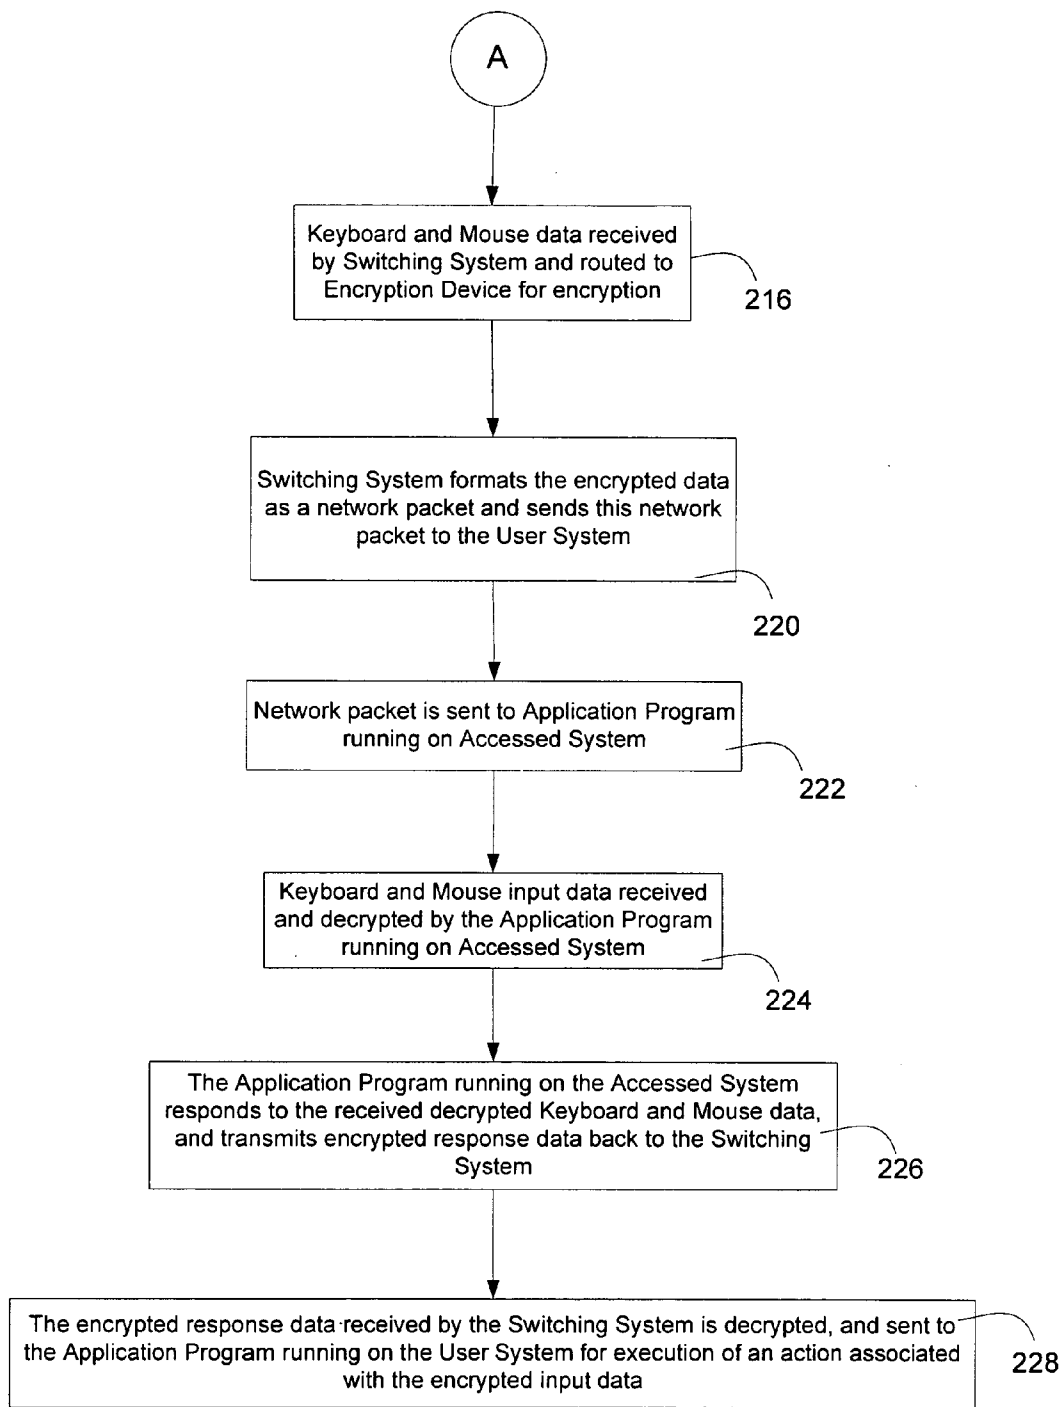 A
Keyboard and Mouse data received
by Switching System and routed to
Encryption Device for encryption
216
Switching System formats the encrypted data
as a network packet and sends this network
packet to the User System
220
Network packet is sent to Application Program
running on Accessed System
222
Keyboard and Mouse input data received
and decrypted by the Application Program
running on Accessed System
224
The Application Program running on the Accessed System
responds to the received decrypted Keyboard and Mouse data,
and transmits encrypted response data back to the Switching
System
226
The encrypted response data received by the Switching System is decrypted, and sent to
the Application Program running on the User System for execution of an action associated
with the encrypted input data
228